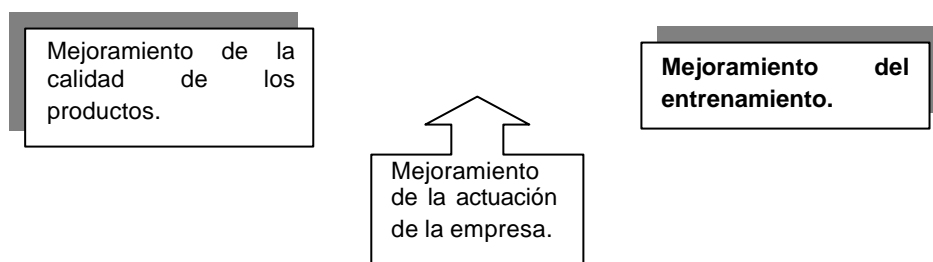 Mejoramiento de la
calidad de los
productos.
Mejoramiento del
entrenamiento.
Mejoramiento
de la actuación
de la empresa.